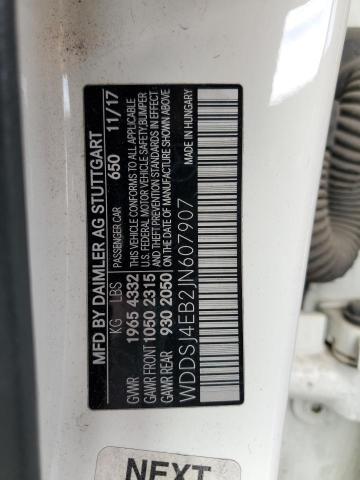 MFD BY DAIMLER AG STUTTGART
PASSENGER CAR 650 11/17
KG LBS
GVWR 1965 4332
GAWR FRONT 1050 2315
GAWR REAR 930 2050
THIS VEHICLE CONFORMS TO ALL APPLICABLE
U.S. FEDERAL MOTOR VEHICLE SAFETY, BUMPER
AND THEFT PREVENTION STANDARDS IN EFFECT
ON THE DATE OF MANUFACTURE SHOWN ABOVE
MADE IN HUNGARY
WDDSJ4EB2JN607907
NEXT